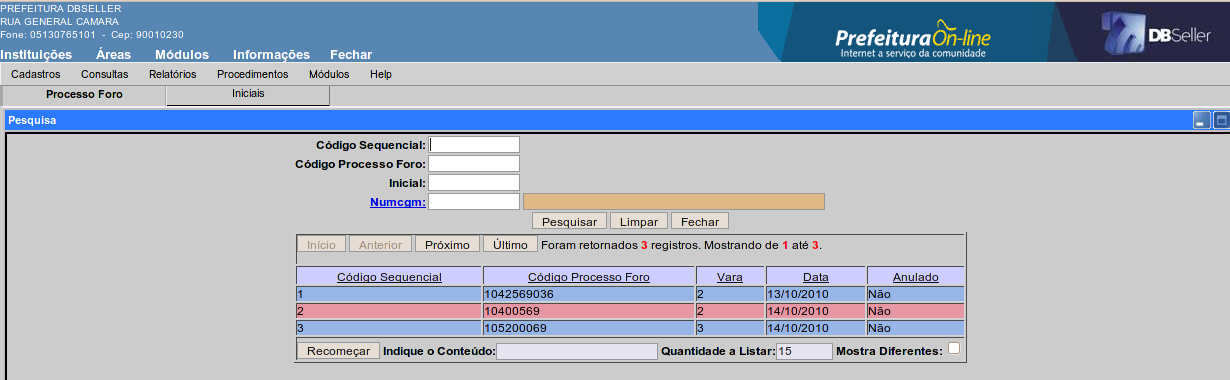 PREFEITURA DBSELLER
RUA GENERAL CAMARA
Fone: 05130765101 - Cep: 90010230
PrefeituraOn-line
Internet a serviço da comunidade
DBSeller
Instituições Áreas Módulos Informações Fechar
Cadastros Consultas Relatórios Procedimentos Módulos Help
Processo Foro Iniciais
Pesquisa
Código Sequencial:
Código Processo Foro:
Inicial:
Numcgm:
Pesquisar Limpar Fechar
Início Anterior Próximo Último Foram retornados 3 registros. Mostrando de 1 até 3.
Código Sequencial Código Processo Foro Vara Data Anulado
1 1042569036 2 13/10/2010 Não
2 10400569 2 14/10/2010 Não
3 105200069 3 14/10/2010 Não
Recomeçar Indique o Conteúdo: Quantidade a Listar: 15 Mostra Diferentes: